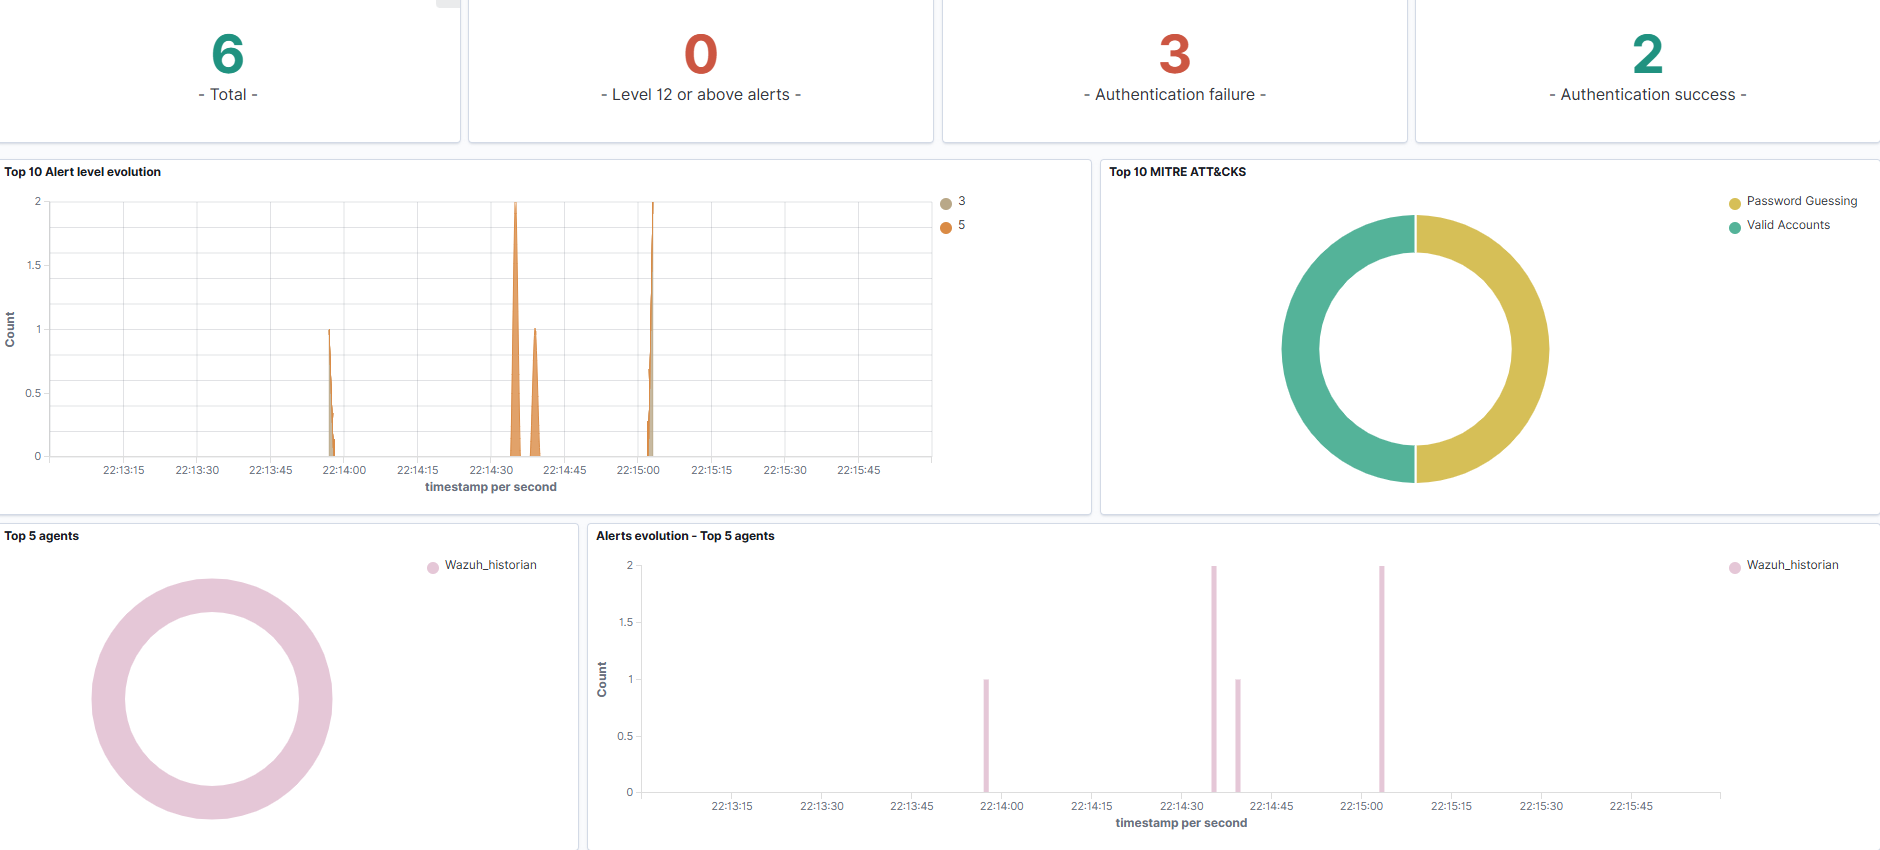 6
- Total -
0
- Level 12 or above alerts -
3
- Authentication failure -
2
- Authentication success -
Top 10 Alert level evolution
2
1.5
1
0.5
0
Count
22:13:15 22:13:30 22:13:45 22:14:00 22:14:15 22:14:30 22:14:45 22:15:00 22:15:15 22:15:30 22:15:45
timestamp per second
3
5
Top 10 MITRE ATT&CKS
Password Guessing
Valid Accounts
Top 5 agents
Wazuh_historian
Alerts evolution - Top 5 agents
2
1.5
1
0.5
0
Count
22:13:15 22:13:30 22:13:45 22:14:00 22:14:15 22:14:30 22:14:45 22:15:00 22:15:15 22:15:30 22:15:45
timestamp per second
Wazuh_historian